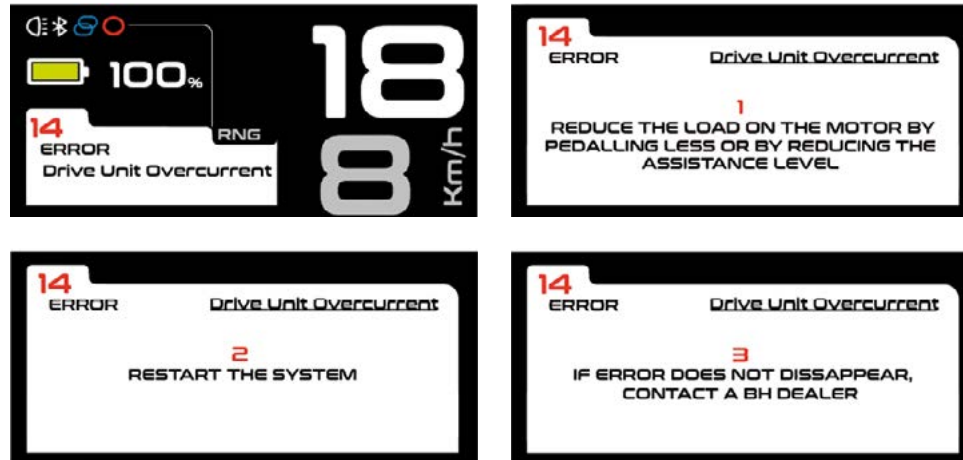 100%
18
8
Km/h
RNG
14
ERROR
Drive Unit Overcurrent
14
ERROR
Drive Unit Overcurrent
1
REDUCE THE LOAD ON THE MOTOR BY
PEDALLING LESS OR BY REDUCING THE
ASSISTANCE LEVEL
14
ERROR
Drive Unit Overcurrent
2
RESTART THE SYSTEM
14
ERROR
Drive Unit Overcurrent
3
IF ERROR DOES NOT DISSAPPEAR,
CONTACT A BH DEALER